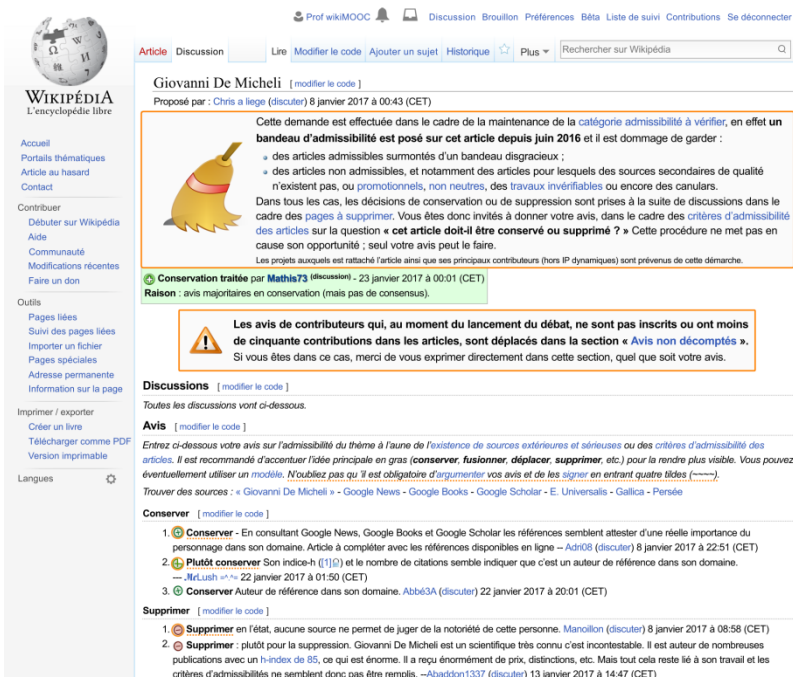 Prof wikiMOOC Discussion Brouillon Préférences Bêta Liste de suivi Contributions Se déconnecter
WIKIPÉDIA
L'encyclopédie libre
Article Discussion Lire Modifier le code Ajouter un sujet Historique Plus Rechercher sur Wikipédia
Accueil
Portails thématiques
Article au hasard
Contact
Contribuer
Débuter sur Wikipédia
Aide
Communauté
Modifications récentes
Faire un don
Outils
Pages liées
Suivi des pages liées
Importer un fichier
Pages spéciales
Adresse permanente
Information sur la page
Imprimer / exporter
Créer un livre
Télécharger comme PDF
Version imprimable
Langues
Giovanni De Micheli [ modifier le code ]
Proposé par : Chris a liege (discuter) 8 janvier 2017 à 00:43 (CET)
Cette demande est effectuée dans le cadre de la maintenance de la catégorie admissibilité à vérifier, en effet un
bandeau d'admissibilité est posé sur cet article depuis juin 2016 et il est dommage de garder :
des articles admissibles surmontés d'un bandeau disgracieux ;
des articles non admissibles, et notamment des articles pour lesquels des sources secondaires de qualité
n'existent pas, ou promotionnels, non neutres, des travaux invérifiables ou encore des canulars.
Dans tous les cas, les décisions de conservation ou de suppression sont prises à la suite de discussions dans le
cadre des pages à supprimer. Vous êtes donc invités à donner votre avis, dans le cadre des critères d'admissibilité
des articles sur la question « cet article doit-il être conservé ou supprimé ? » Cette procédure ne met pas en
cause son opportunité ; seul votre avis peut le faire.
Les projets auxquels est rattaché l'article ainsi que ses principaux contributeurs (hors IP dynamiques) sont prévenus de cette démarche.
Conservation traitée par Mathis73 (discussion) - 23 janvier 2017 à 00:01 (CET)
Raison : avis majoritaires en conservation (mais pas de consensus).
Les avis de contributeurs qui, au moment du lancement du débat, ne sont pas inscrits ou ont moins
de cinquante contributions dans les articles, sont déplacés dans la section « Avis non décomptés ».
Si vous êtes dans ce cas, merci de vous exprimer directement dans cette section, quel que soit votre avis.
Discussions [ modifier le code ]
Toutes les discussions vont ci-dessous.
Avis [ modifier le code ]
Entrez ci-dessous votre avis sur l'admissibilité du thème à l'aune de l'existence de sources extérieures et sérieuses ou des critères d'admissibilité des
articles. Il est recommandé d'accentuer l'idée principale en gras (conserver, fusionner, déplacer, supprimer, etc.) pour la rendre plus visible. Vous pouvez
éventuellement utiliser un modèle. N'oubliez pas qu 'il est obligatoire d'argumenter vos avis et de les signer en entrant quatre tildes (~~~~).
Trouver des sources : « Giovanni De Micheli » - Google News - Google Books - Google Scholar - E. Universalis - Gallica - Persée
Conserver [ modifier le code ]
1. Conserver - En consultant Google News, Google Books et Google Scholar les références semblent attester d'une réelle importance du
personnage dans son domaine. Article à compléter avec les références disponibles en ligne -- Adri08 (discuter) 8 janvier 2017 à 22:51 (CET)
2. Plutôt conserver Son indice-h ([1]) et le nombre de citations semble indiquer que c'est un auteur de référence dans son domaine.
--- MrLush =^.^= 22 janvier 2017 à 01:50 (CET)
3. Conserver Auteur de référence dans son domaine. Abbé3A (discuter) 22 janvier 2017 à 20:01 (CET)
Supprimer [ modifier le code ]
1. Supprimer en l'état, aucune source ne permet de juger de la notoriété de cette personne. Manoillon (discuter) 8 janvier 2017 à 08:58 (CET)
2. Supprimer : plutôt pour la suppression. Giovanni De Micheli est un scientifique très connu c'est incontestable. Il est auteur de nombreuses
publications avec un h-index de 85, ce qui est énorme. Il a reçu énormément de prix, distinctions, etc. Mais tout cela reste lié à son travail et les
critères d'admissibilités ne semblent donc pas être remplis. --Abaddon1337 (discuter) 13 janvier 2017 à 14:47 (CET)